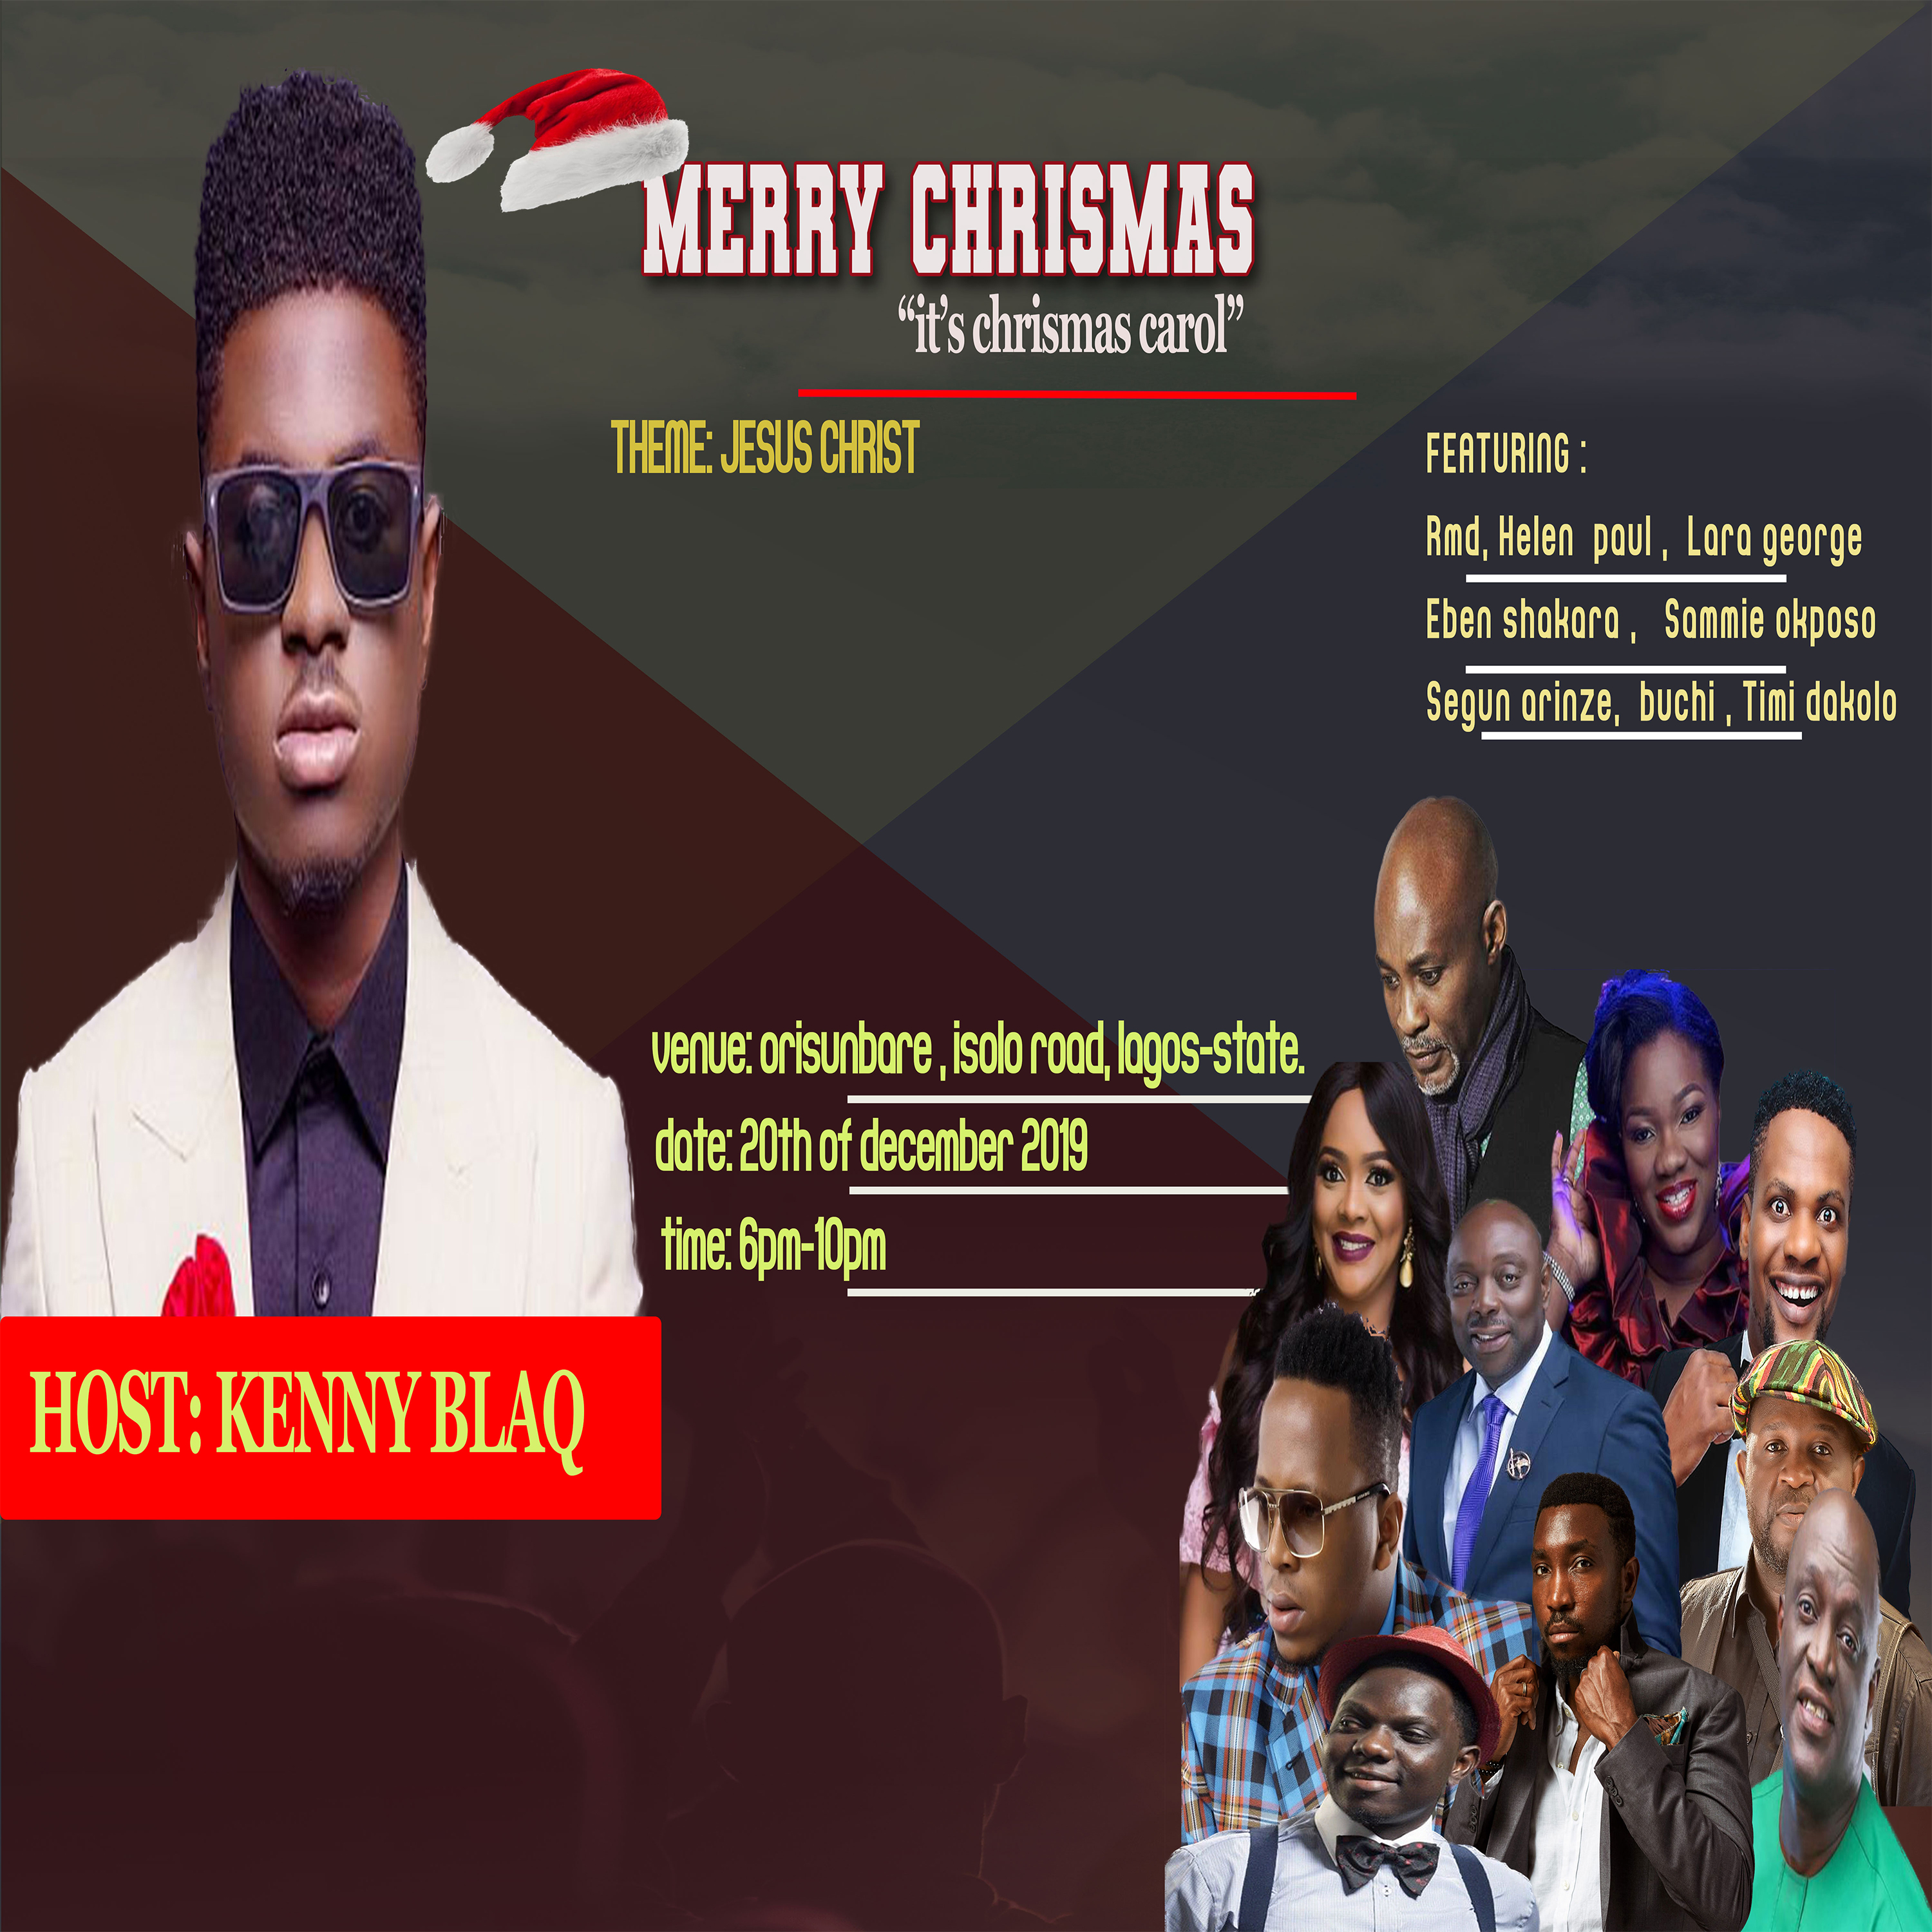 MERRY CHRISMAS
“it’s chrismas carol”
THEME: JESUS CHRIST
FEATURING :
Rmd, Helen paul , Lara george
Eben shakara , Sammie okposo
Segun arinze, buchi , Timi dakolo
venue: orisunbare , isolo road, lagos-state.
date: 20th of december 2019
time: 6pm-10pm
HOST: KENNY BLAQ